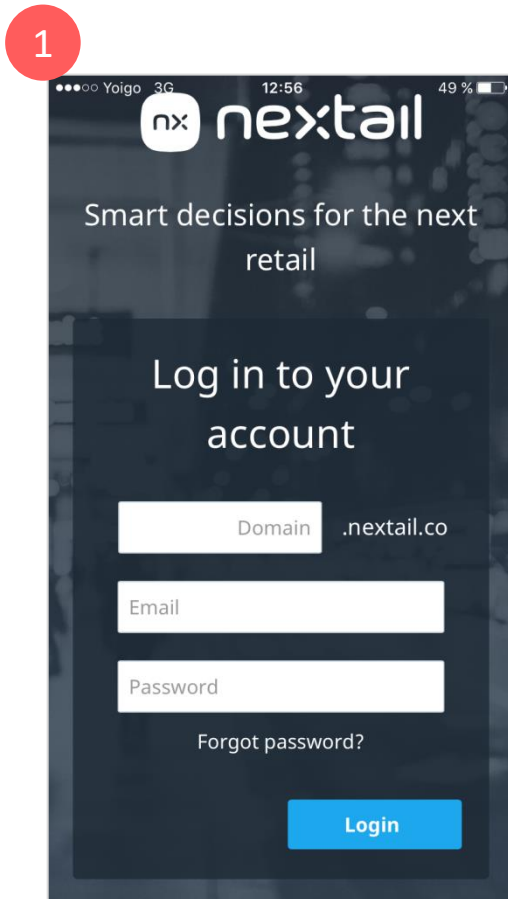 1
●●●○○ Yoigo 3G 12:56 49 %
nx nextail
Smart decisions for the next
retail
Log in to your
account
Domain .nextail.co
Email
Password
Forgot password?
Login